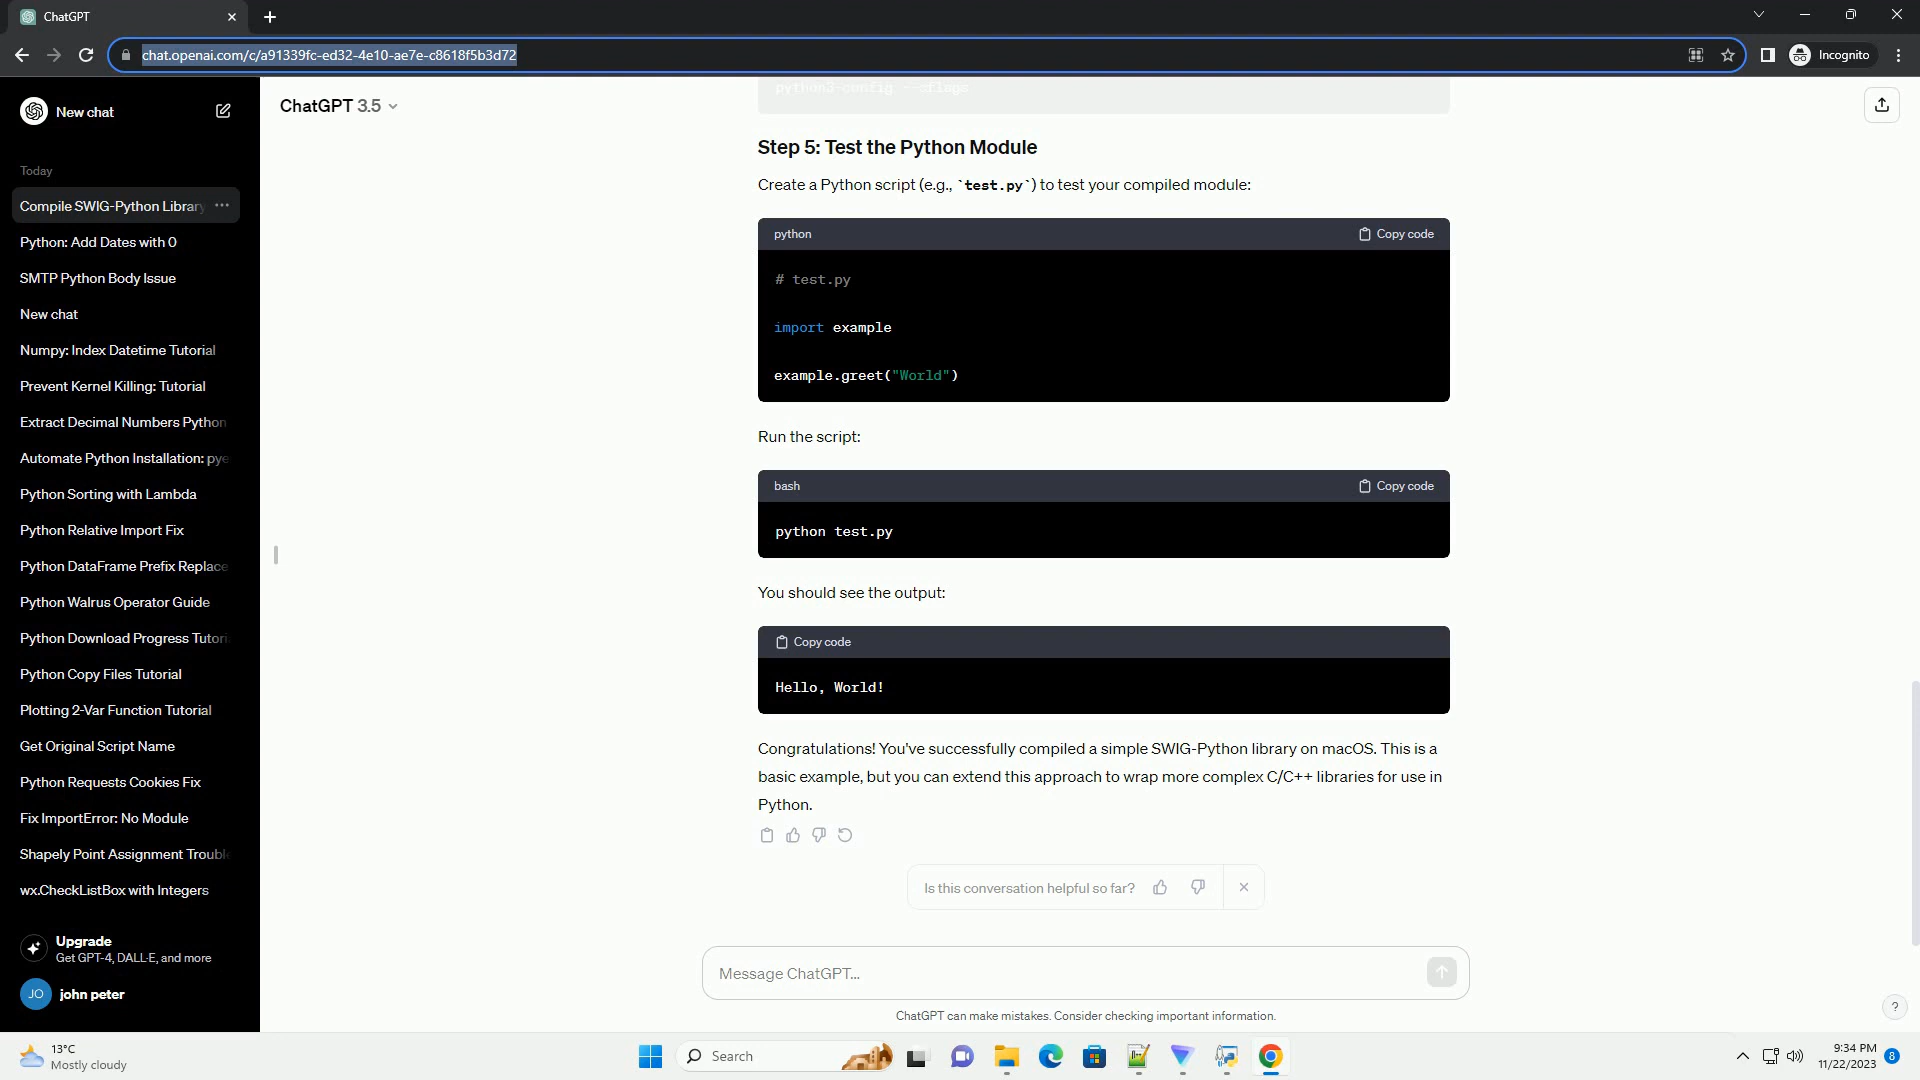 ChatGPT
chat.openai.com/c/a91339fc-ed32-4e10-ae7e-c8618f5b3d72
Incognito
New chat
Today
Compile SWIG-Python Library
Python: Add Dates with 0
SMTP Python Body Issue
New chat
Numpy: Index Datetime Tutorial
Prevent Kernel Killing: Tutorial
Extract Decimal Numbers Python
Automate Python Installation: pye
Python Sorting with Lambda
Python Relative Import Fix
Python DataFrame Prefix Replace
Python Walrus Operator Guide
Python Download Progress Tutori
Python Copy Files Tutorial
Plotting 2-Var Function Tutorial
Get Original Script Name
Python Requests Cookies Fix
Fix ImportError: No Module
Shapely Point Assignment Trouble
wx.CheckListBox with Integers
Upgrade
Get GPT-4, DALL·E, and more
JO john peter
ChatGPT 3.5
python3-config --cflags
Step 5: Test the Python Module
Create a Python script (e.g., `test.py`) to test your compiled module:
python Copy code
# test.py
import example
example.greet("World")
Run the script:
bash Copy code
python test.py
You should see the output:
Copy code
Hello, World!
Congratulations! You've successfully compiled a simple SWIG-Python library on macOS. This is a
basic example, but you can extend this approach to wrap more complex C/C++ libraries for use in
Python.
Is this conversation helpful so far?
Message ChatGPT...
ChatGPT can make mistakes. Consider checking important information.
?
13°C
Mostly cloudy
Search
9:34 PM
11/22/2023
8